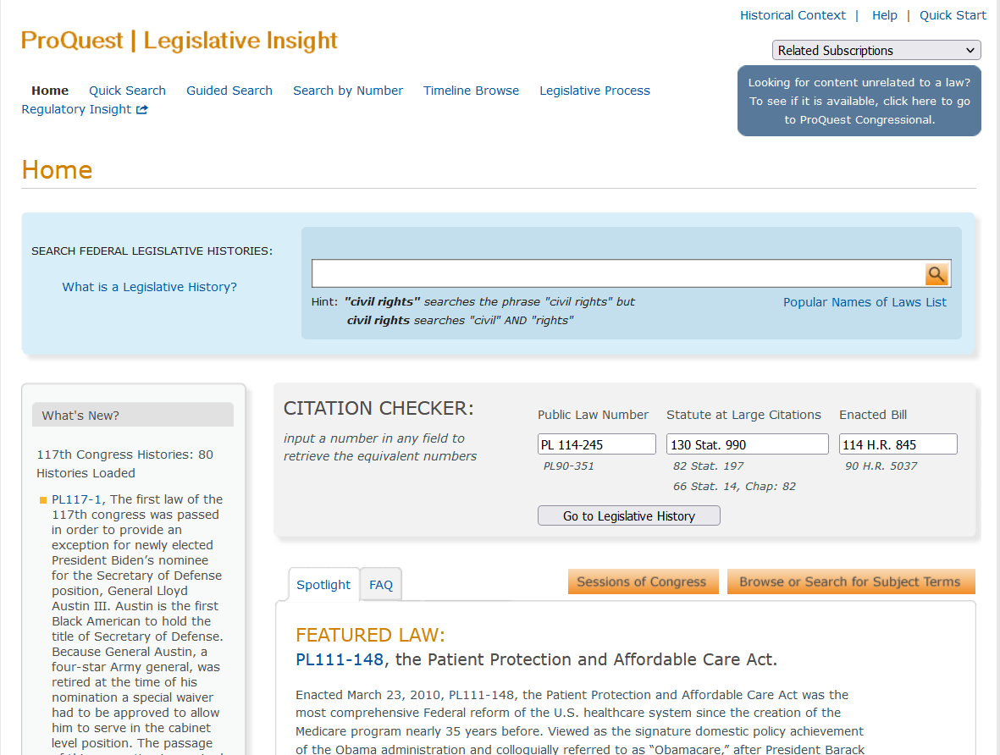 Historical Context | Help | Quick Start
ProQuest | Legislative Insight
Related Subscriptions
Home Quick Search Guided Search Search by Number Timeline Browse Legislative Process
Regulatory Insight
Looking for content unrelated to a law?
To see if it is available, click here to go
to ProQuest Congressional.
Home
SEARCH FEDERAL LEGISLATIVE HISTORIES:
What is a Legislative History?
Hint: "civil rights" searches the phrase "civil rights" but
civil rights searches "civil" AND "rights"
Popular Names of Laws List
What's New?
117th Congress Histories: 80
Histories Loaded
PL117-1, The first law of the
117th congress was passed
in order to provide an
exception for newly elected
President Biden’s nominee
for the Secretary of Defense
position, General Lloyd
Austin III. Austin is the first
Black American to hold the
title of Secretary of Defense.
Because General Austin, a
four-star Army general, was
retired at the time of his
nomination a special waiver
had to be approved to allow
him to serve in the cabinet
level position. The passage
CITATION CHECKER:
input a number in any field to
retrieve the equivalent numbers
Public Law Number Statute at Large Citations Enacted Bill
PL 114-245 130 Stat. 990 114 H.R. 845
PL90-351 82 Stat. 197 90 H.R. 5037
66 Stat. 14, Chap: 82
Go to Legislative History
Spotlight FAQ
Sessions of Congress Browse or Search for Subject Terms
FEATURED LAW:
PL111-148, the Patient Protection and Affordable Care Act.
Enacted March 23, 2010, PL111-148, the Patient Protection and Affordable Care Act was the
most comprehensive Federal reform of the U.S. healthcare system since the creation of the
Medicare program nearly 35 years before. Viewed as the signature domestic policy achievement
of the Obama administration and colloquially referred to as “Obamacare,” after President Barack